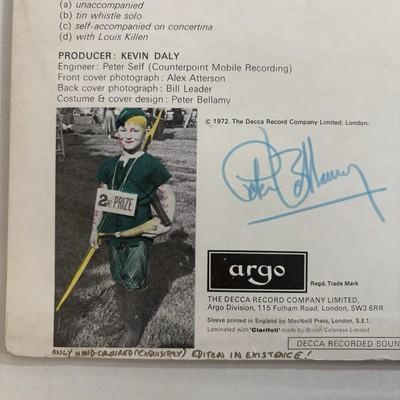 (a) unaccompanied
(b) tin whistle solo
(c) self-accompanied on concertina
(d) with Louis Killen
PRODUCER: KEVIN DALY
Engineer: Peter Self (Counterpoint Mobile Recording)
Front cover photograph: Alex Atterson
Back cover photograph: Bill Leader
Costume & cover design: Peter Bellamy
2ND PRIZE
© 1972. The Decca Record Company Limited, London.
Peter Bellamy
argo
Regd. Trade Mark
THE DECCA RECORD COMPANY LIMITED,
Argo Division, 115 Fulham Road, London, SW3 6RR
Sleeve printed in England by MacNeill Press, London, S.E.1.
Laminated with 'Clarifoil' made by British Celanese Limited
DECCA RECORDED SOUN
ONLY HAND-COLOURED (EXQUISITELY) EDITON IN EXISTENCE!